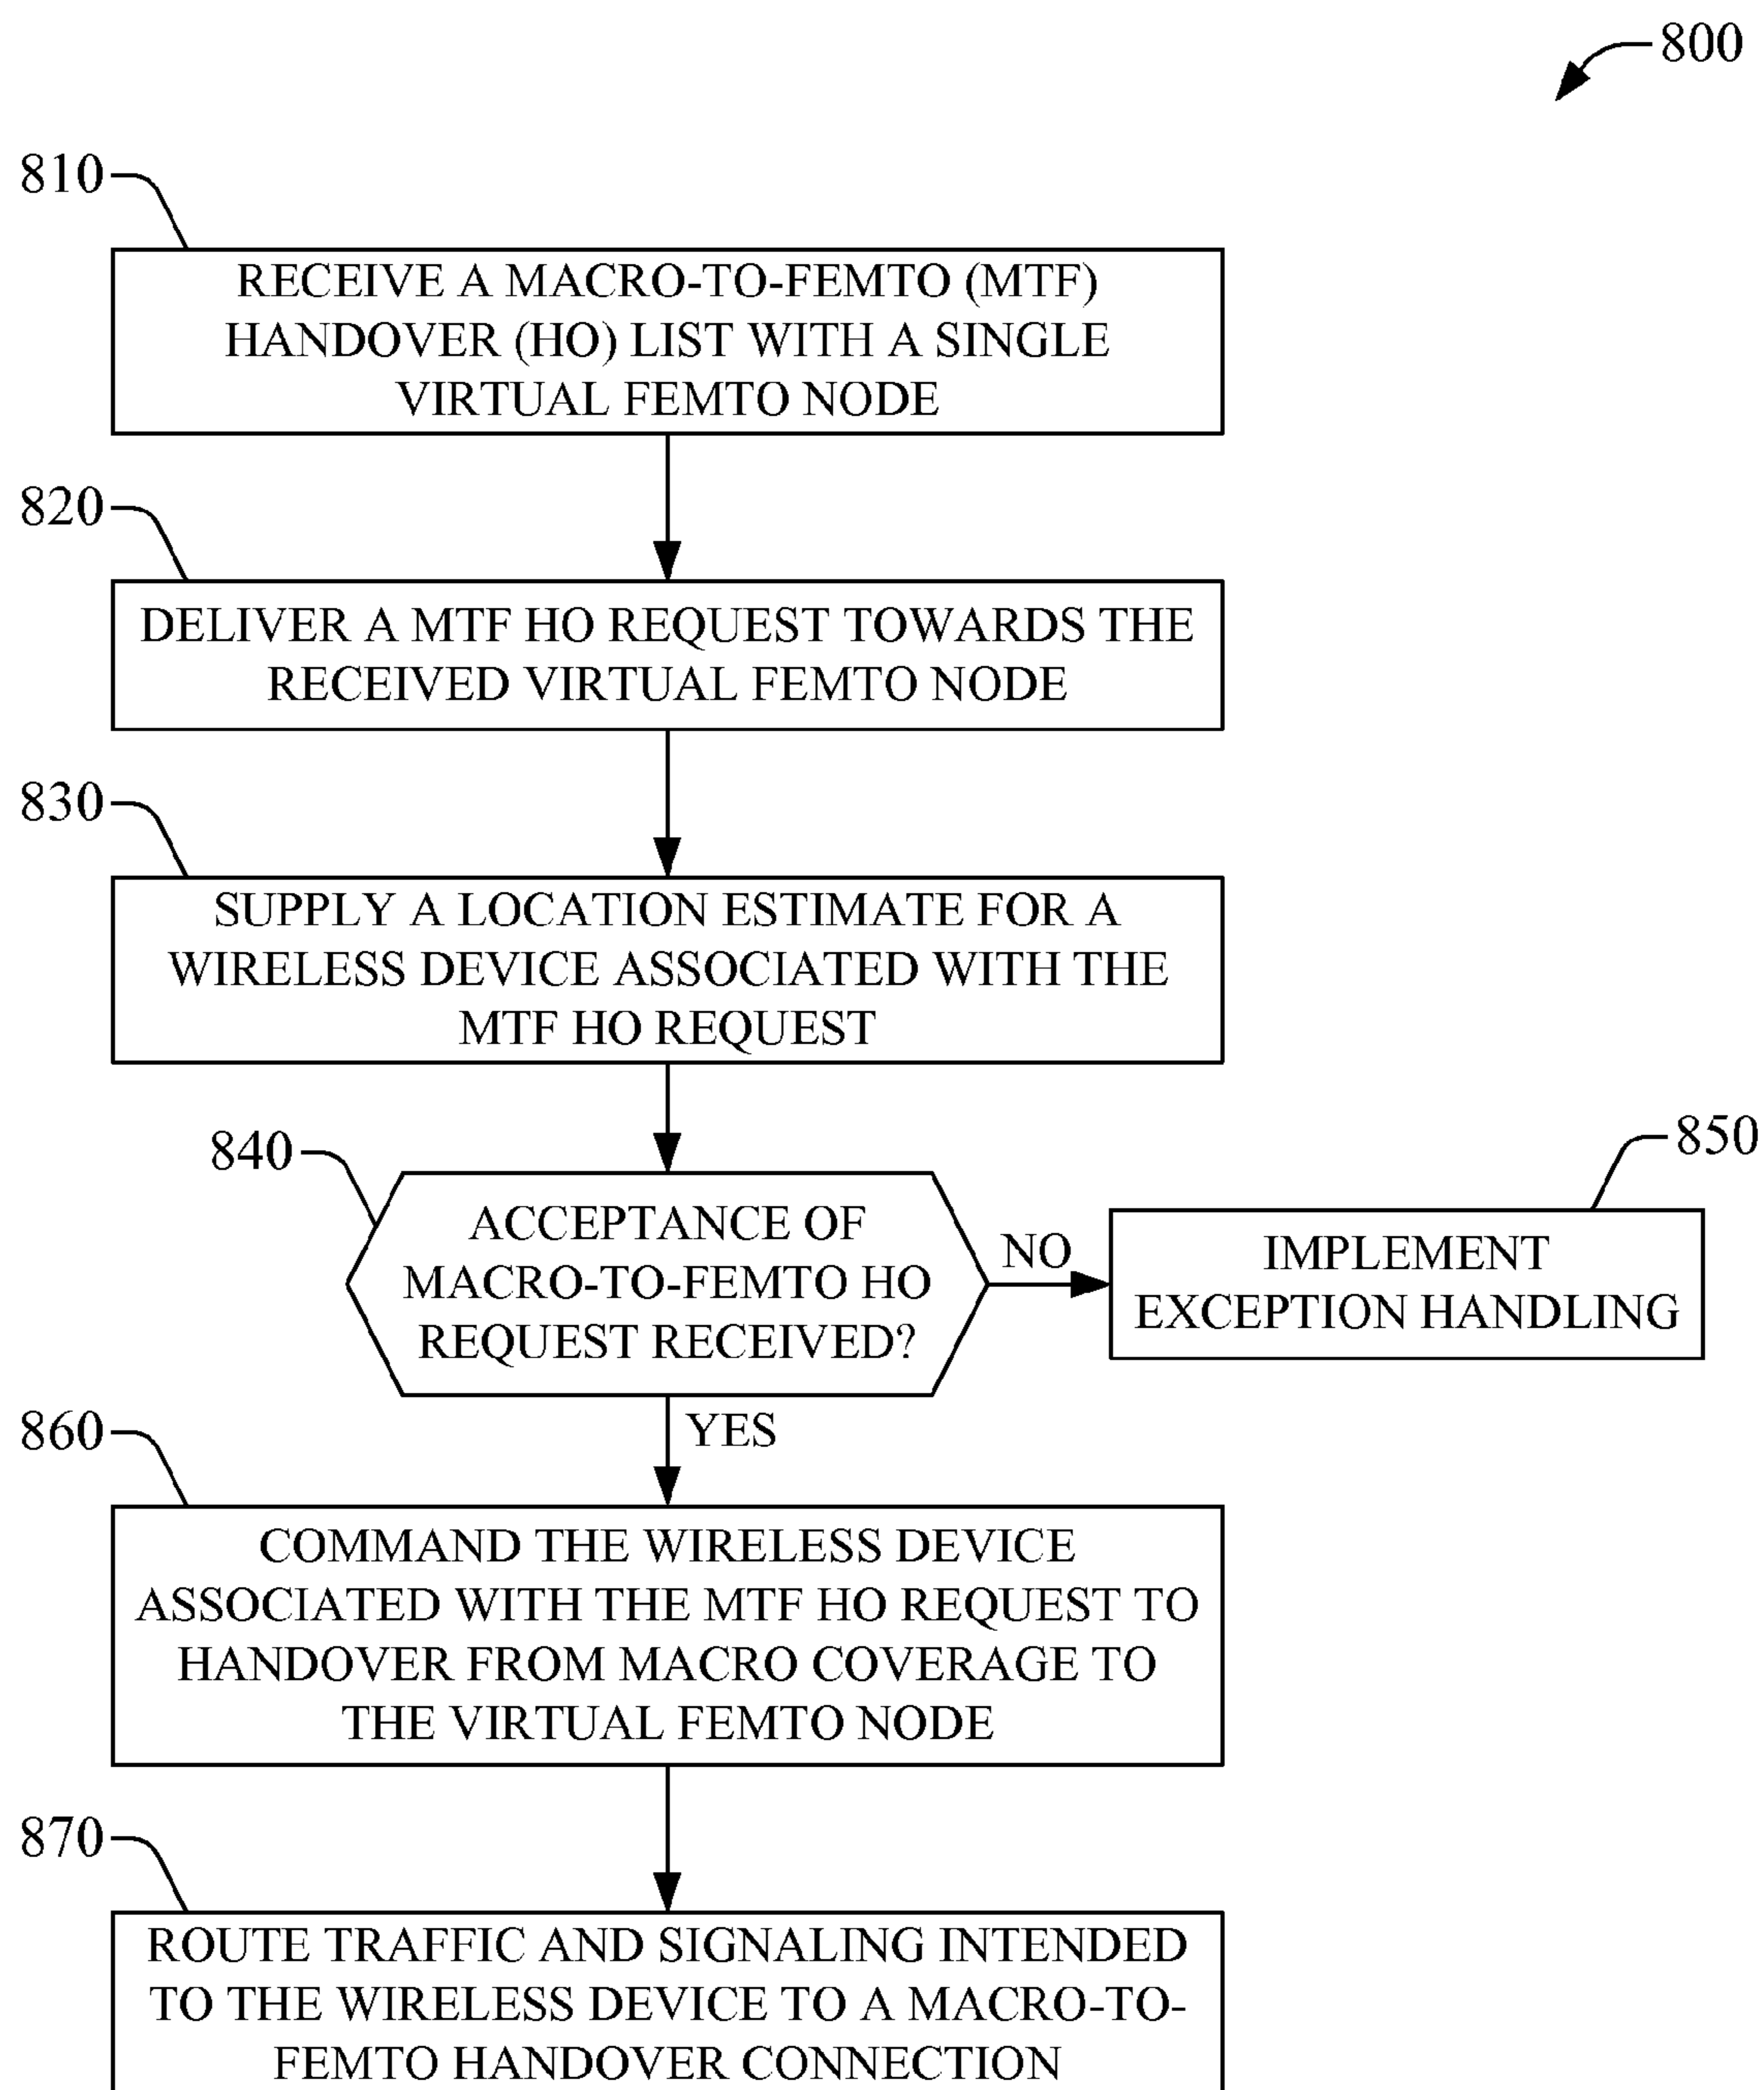 800
810
RECEIVE A MACRO-TO-FEMTO (MTF)
HANDOVER (HO) LIST WITH A SINGLE
VIRTUAL FEMTO NODE
820
DELIVER A MTF HO REQUEST TOWARDS THE
RECEIVED VIRTUAL FEMTO NODE
830
SUPPLY A LOCATION ESTIMATE FOR A
WIRELESS DEVICE ASSOCIATED WITH THE
MTF HO REQUEST
840
ACCEPTANCE OF
MACRO-TO-FEMTO HO
REQUEST RECEIVED?
NO
850
IMPLEMENT
EXCEPTION HANDLING
YES
860
COMMAND THE WIRELESS DEVICE
ASSOCIATED WITH THE MTF HO REQUEST TO
HANDOVER FROM MACRO COVERAGE TO
THE VIRTUAL FEMTO NODE
870
ROUTE TRAFFIC AND SIGNALING INTENDED
TO THE WIRELESS DEVICE TO A MACRO-TO-
FEMTO HANDOVER CONNECTION